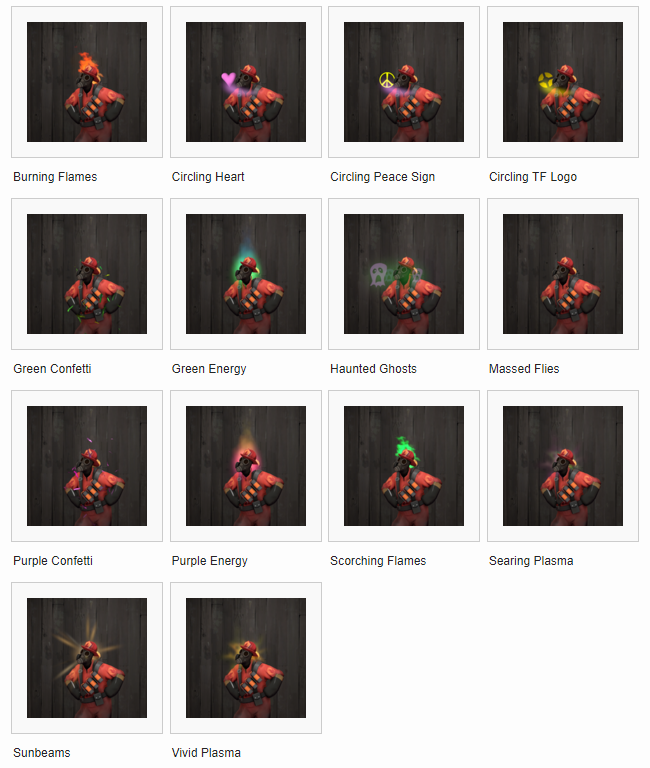 Burning Flames
Circling Heart
Circling Peace Sign
Circling TF Logo
Green Confetti
Green Energy
Haunted Ghosts
Massed Flies
Purple Confetti
Purple Energy
Scorching Flames
Searing Plasma
Sunbeams
Vivid Plasma